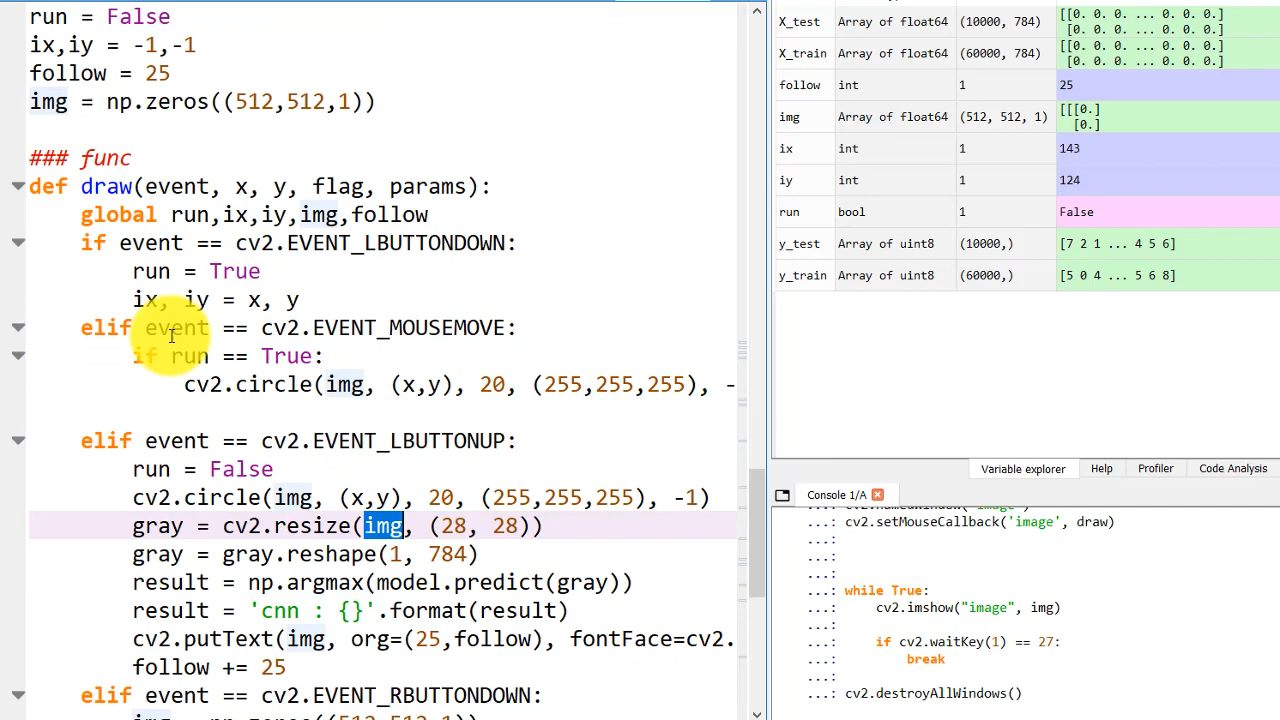 run = False
ix,iy = -1,-1
follow = 25
img = np.zeros((512,512,1))
### func
def draw(event, x, y, flag, params):
global run,ix,iy,img,follow
if event == cv2.EVENT_LBUTTONDOWN:
run = True
ix, iy = x, y
elif event == cv2.EVENT_MOUSEMOVE:
if run == True:
cv2.circle(img, (x,y), 20, (255,255,255), -
elif event == cv2.EVENT_LBUTTONUP:
run = False
cv2.circle(img, (x,y), 20, (255,255,255), -1)
gray = cv2.resize(img, (28, 28))
gray = gray.reshape(1, 784)
result = np.argmax(model.predict(gray))
result = 'cnn : {}'.format(result)
cv2.putText(img, org=(25,follow), fontFace=cv2.
follow += 25
elif event == cv2.EVENT_RBUTTONDOWN:
img = np.zeros((512,512,1))
X_test Array of float64 (10000, 784) [[0. 0. 0. ... 0. 0. 0.]
[0. 0. 0. ... 0. 0. 0.]
X_train Array of float64 (60000, 784) [[0. 0. 0. ... 0. 0. 0.]
[0. 0. 0. ... 0. 0. 0.]
follow int 1 25
img Array of float64 (512, 512, 1) [[[0.]
[0.]
ix int 1 143
iy int 1 124
run bool 1 False
y_test Array of uint8 (10000,) [7 2 1 ... 4 5 6]
y_train Array of uint8 (60000,) [5 0 4 ... 5 6 8]
Variable explorer Help Profiler Code Analysis
Console 1/A
...: cv2.namedWindow('image')
...: cv2.setMouseCallback('image', draw)
...:
...:
...:
...: while True:
...: cv2.imshow("image", img)
...:
...: if cv2.waitKey(1) == 27:
...: break
...:
...: cv2.destroyAllWindows()